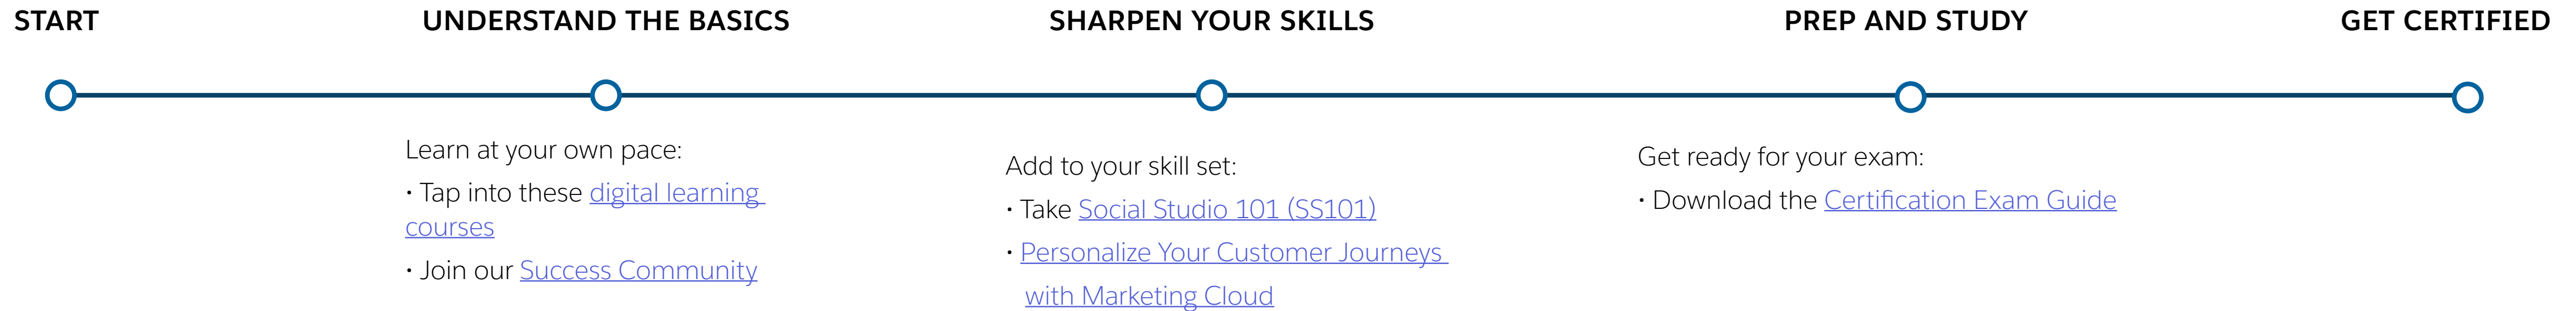 START
UNDERSTAND THE BASICS
SHARPEN YOUR SKILLS
PREP AND STUDY
GET CERTIFIED
Learn at your own pace:
• Tap into these digital learning
courses
• Join our Success Community
Add to your skill set:
• Take Social Studio 101 (SS101)
• Personalize Your Customer Journeys
with Marketing Cloud
Get ready for your exam:
• Download the Certification Exam Guide